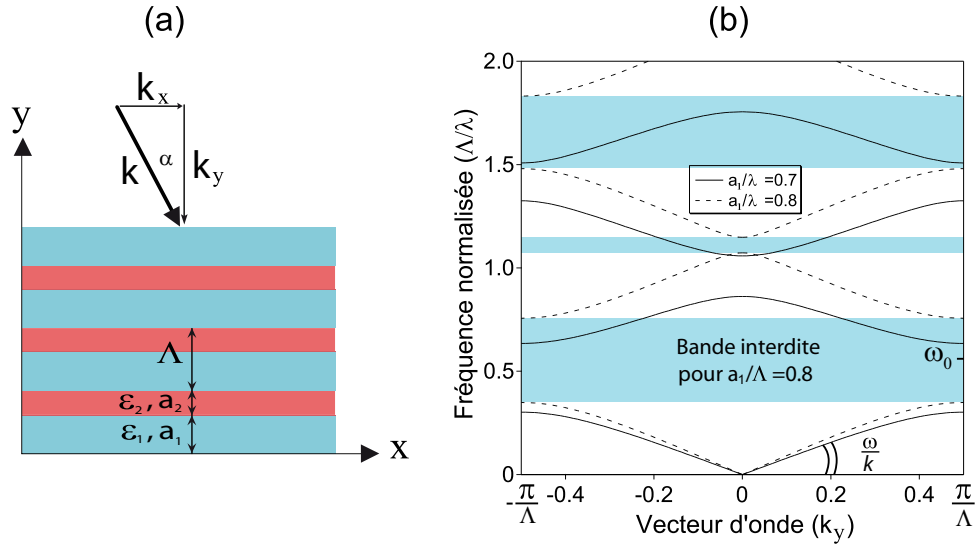 (a)
(b)
kₓ
y
k
α
k_y
Λ
ε₂, a₂
ε₁, a₁
x
Fréquence normalisée (Λ/λ)
2.0
1.5
1.0
0.5
0
a₁/λ =0.7
a₁/λ =0.8
Bande interdite
pour a₁/Λ =0.8
ω₀
ω/k
-π/Λ
-0.4
-0.2
0
0.2
0.4
π/Λ
Vecteur d'onde (k_y)